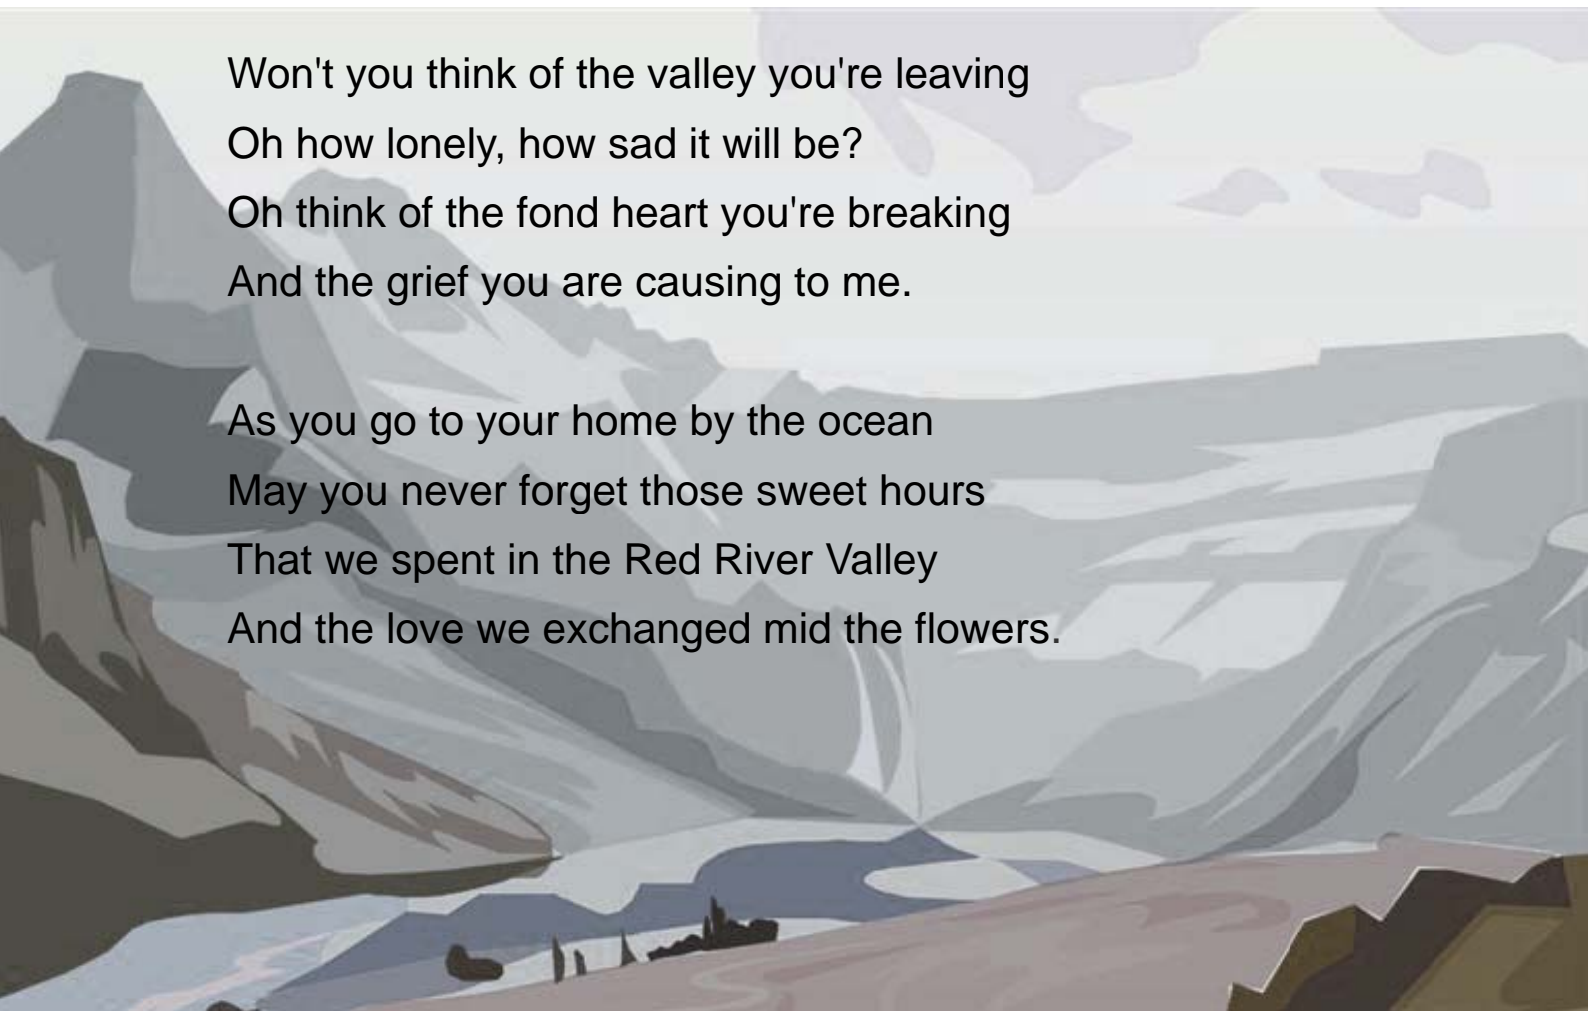 Won't you think of the valley you're leaving
Oh how lonely, how sad it will be?
Oh think of the fond heart you're breaking
And the grief you are causing to me.
As you go to your home by the ocean
May you never forget those sweet hours
That we spent in the Red River Valley
And the love we exchanged mid the flowers.